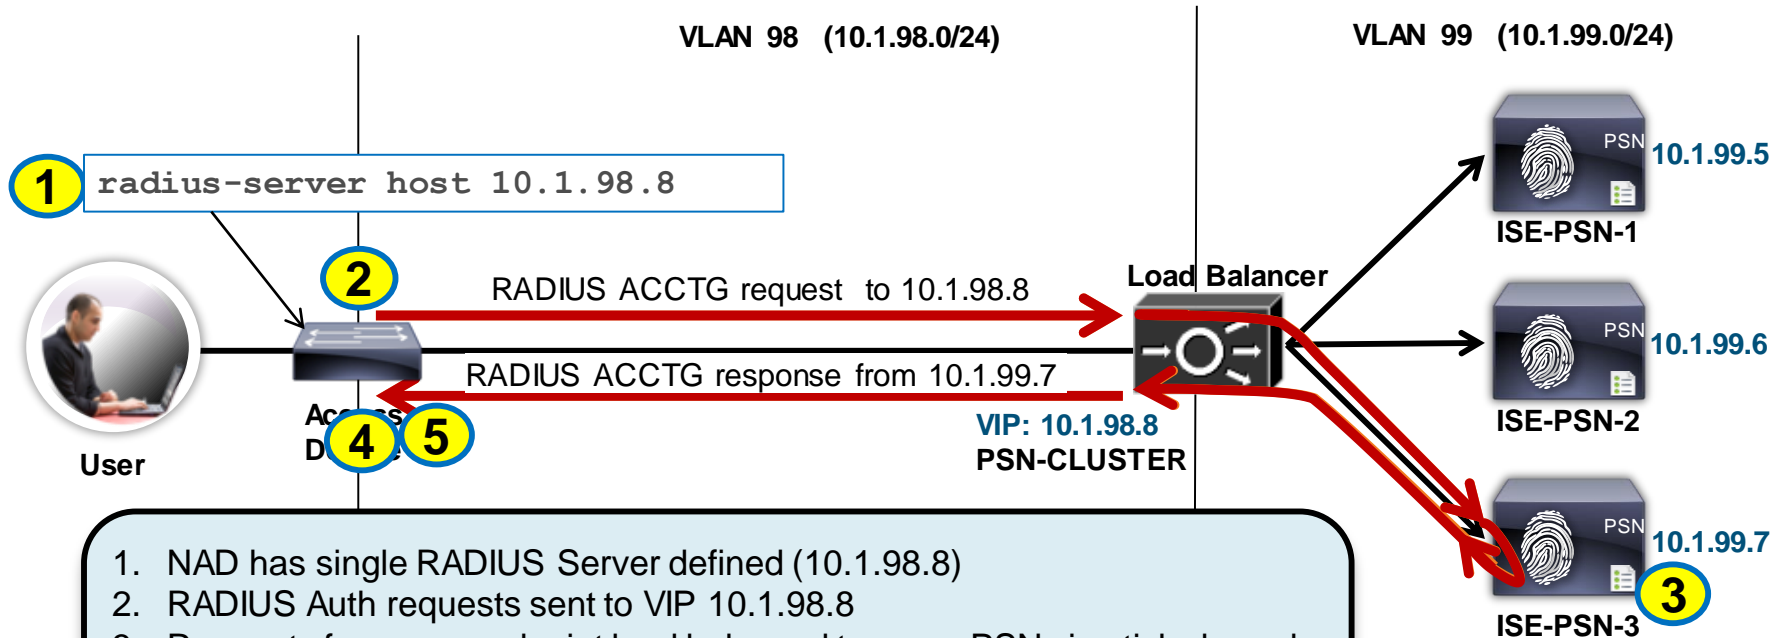 VLAN 98 (10.1.98.0/24)
VLAN 99 (10.1.99.0/24)
1 radius-server host 10.1.98.8
PSN 10.1.99.5
ISE-PSN-1
2
RADIUS ACCTG request to 10.1.98.8
Load Balancer
PSN 10.1.99.6
RADIUS ACCTG response from 10.1.99.7
ISE-PSN-2
4 5
VIP: 10.1.98.8
PSN-CLUSTER
User
PSN 10.1.99.7
3
ISE-PSN-3
1. NAD has single RADIUS Server defined (10.1.98.8)
2. RADIUS Auth requests sent to VIP 10.1.98.8